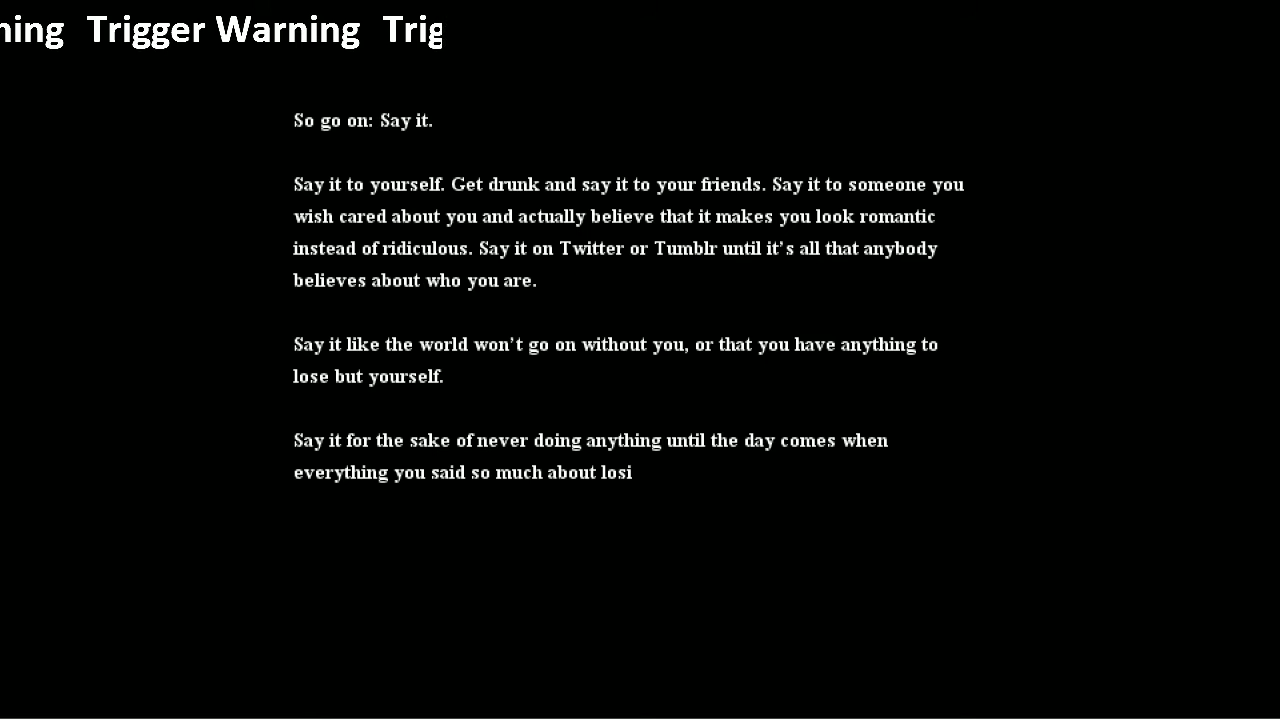 ning Trigger Warning Trig
So go on: Say it.
Say it to yourself. Get drunk and say it to your friends. Say it to someone you
wish cared about you and actually believe that it makes you look romantic
instead of ridiculous. Say it on Twitter or Tumblr until it’s all that anybody
believes about who you are.
Say it like the world won’t go on without you, or that you have anything to
lose but yourself.
Say it for the sake of never doing anything until the day comes when
everything you said so much about losi